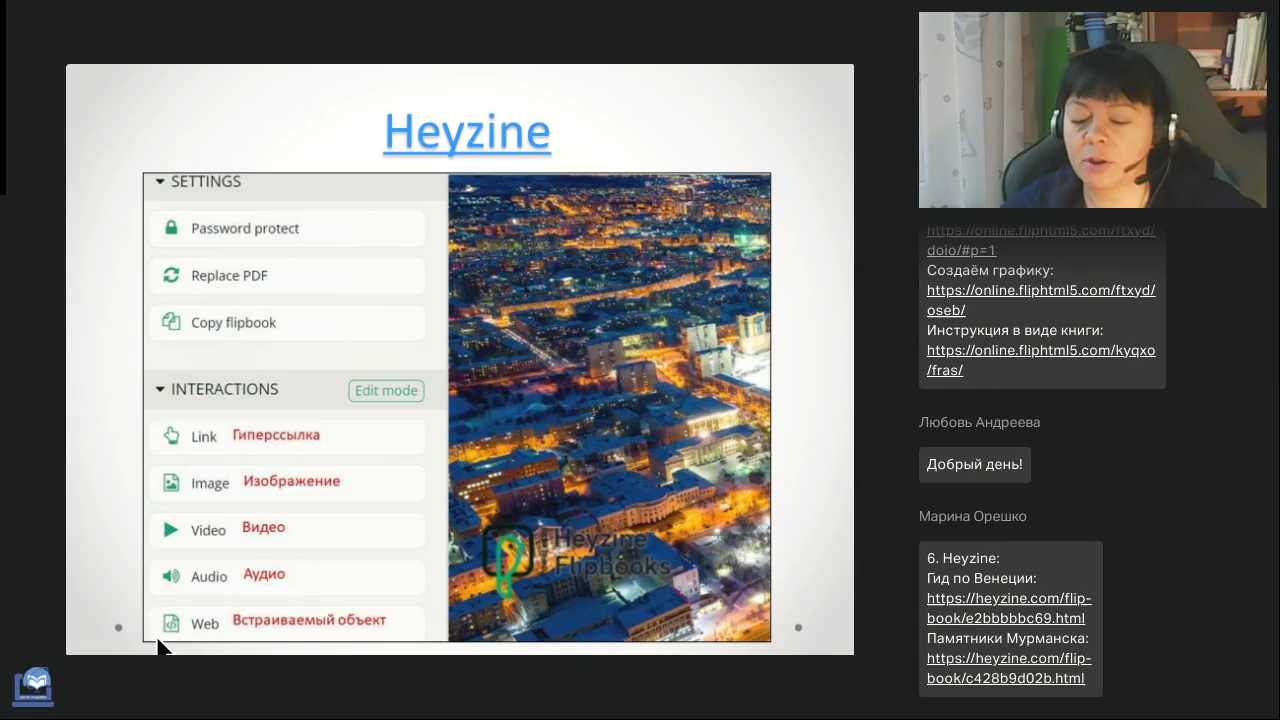 Heyzine
SETTINGS
Password protect
Replace PDF
Copy flipbook
INTERACTIONS
Edit mode
Link Гиперссылка
Image Изображение
Video Видео
Audio Аудио
Web Встраиваемый объект
Heyzine
Flipbooks
https://online.fliphtml5.com/ftxyd/
doio/#p=1
Создаём графику:
https://online.fliphtml5.com/ftxyd/
oseb/
Инструкция в виде книги:
https://online.fliphtml5.com/kyqxo
/fras/
Любовь Андреева
Добрый день!
Марина Орешко
6. Heyzine:
Гид по Венеции:
https://heyzine.com/flip-
book/e2bbbbbc69.html
Памятники Мурманска:
https://heyzine.com/flip-
book/c428b9d02b.html